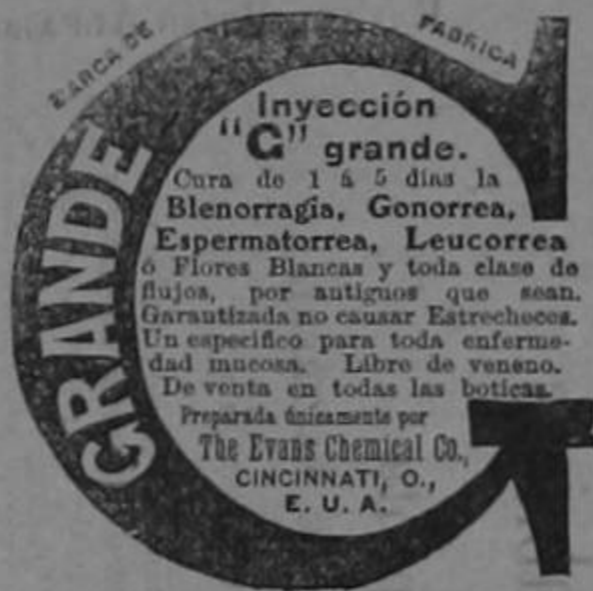 MARCA DE FABRICA
GRANDE
Inyección
"G" grande.
Cura de 1 á 5 días la
Blenorragía, Gonorrea,
Espermatorrea, Leucorrea
ó Flores Blancas y toda clase de
flujos, por antiguos que sean.
Garantizada no causar Estrecheces.
Un específico para toda enferme-
dad mucosa. Libre de veneno.
De venta en todas las boticas.
Preparada únicamente por
The Evans Chemical Co.,
CINCINNATI, O.,
E. U. A.